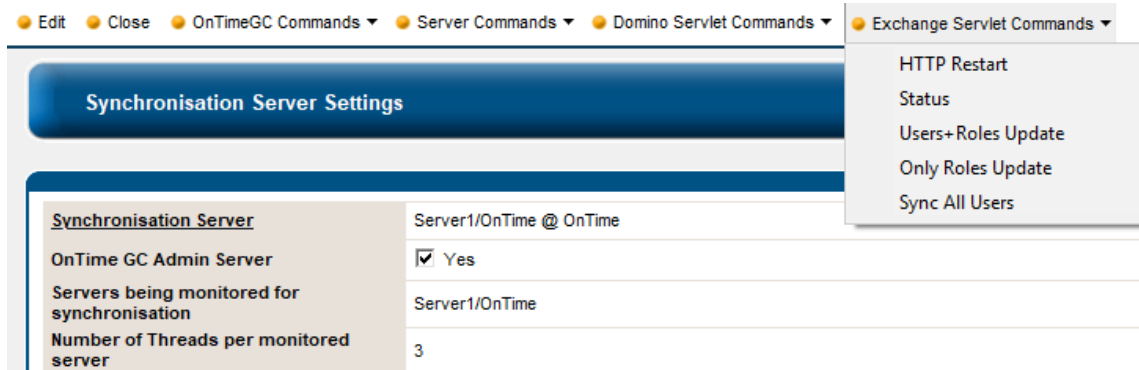 Edit Close OnTimeGC Commands Server Commands Domino Servlet Commands Exchange Servlet Commands
HTTP Restart
Status
Users+Roles Update
Only Roles Update
Sync All Users
Synchronisation Server Settings
Synchronisation Server Server1/OnTime @ OnTime
OnTime GC Admin Server Yes
Servers being monitored for
synchronisation
Server1/OnTime
Number of Threads per monitored
server
3